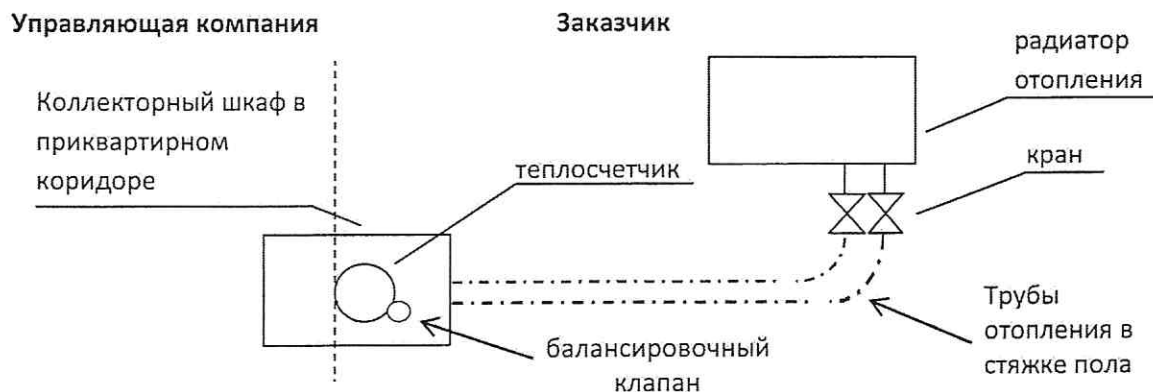 Управляющая компания
Заказчик
радиатор
отопления
Коллекторный шкаф в
приквартирном
коридоре
теплосчетчик
кран
Трубы
отопления в
стяжке пола
балансировочный
клапан